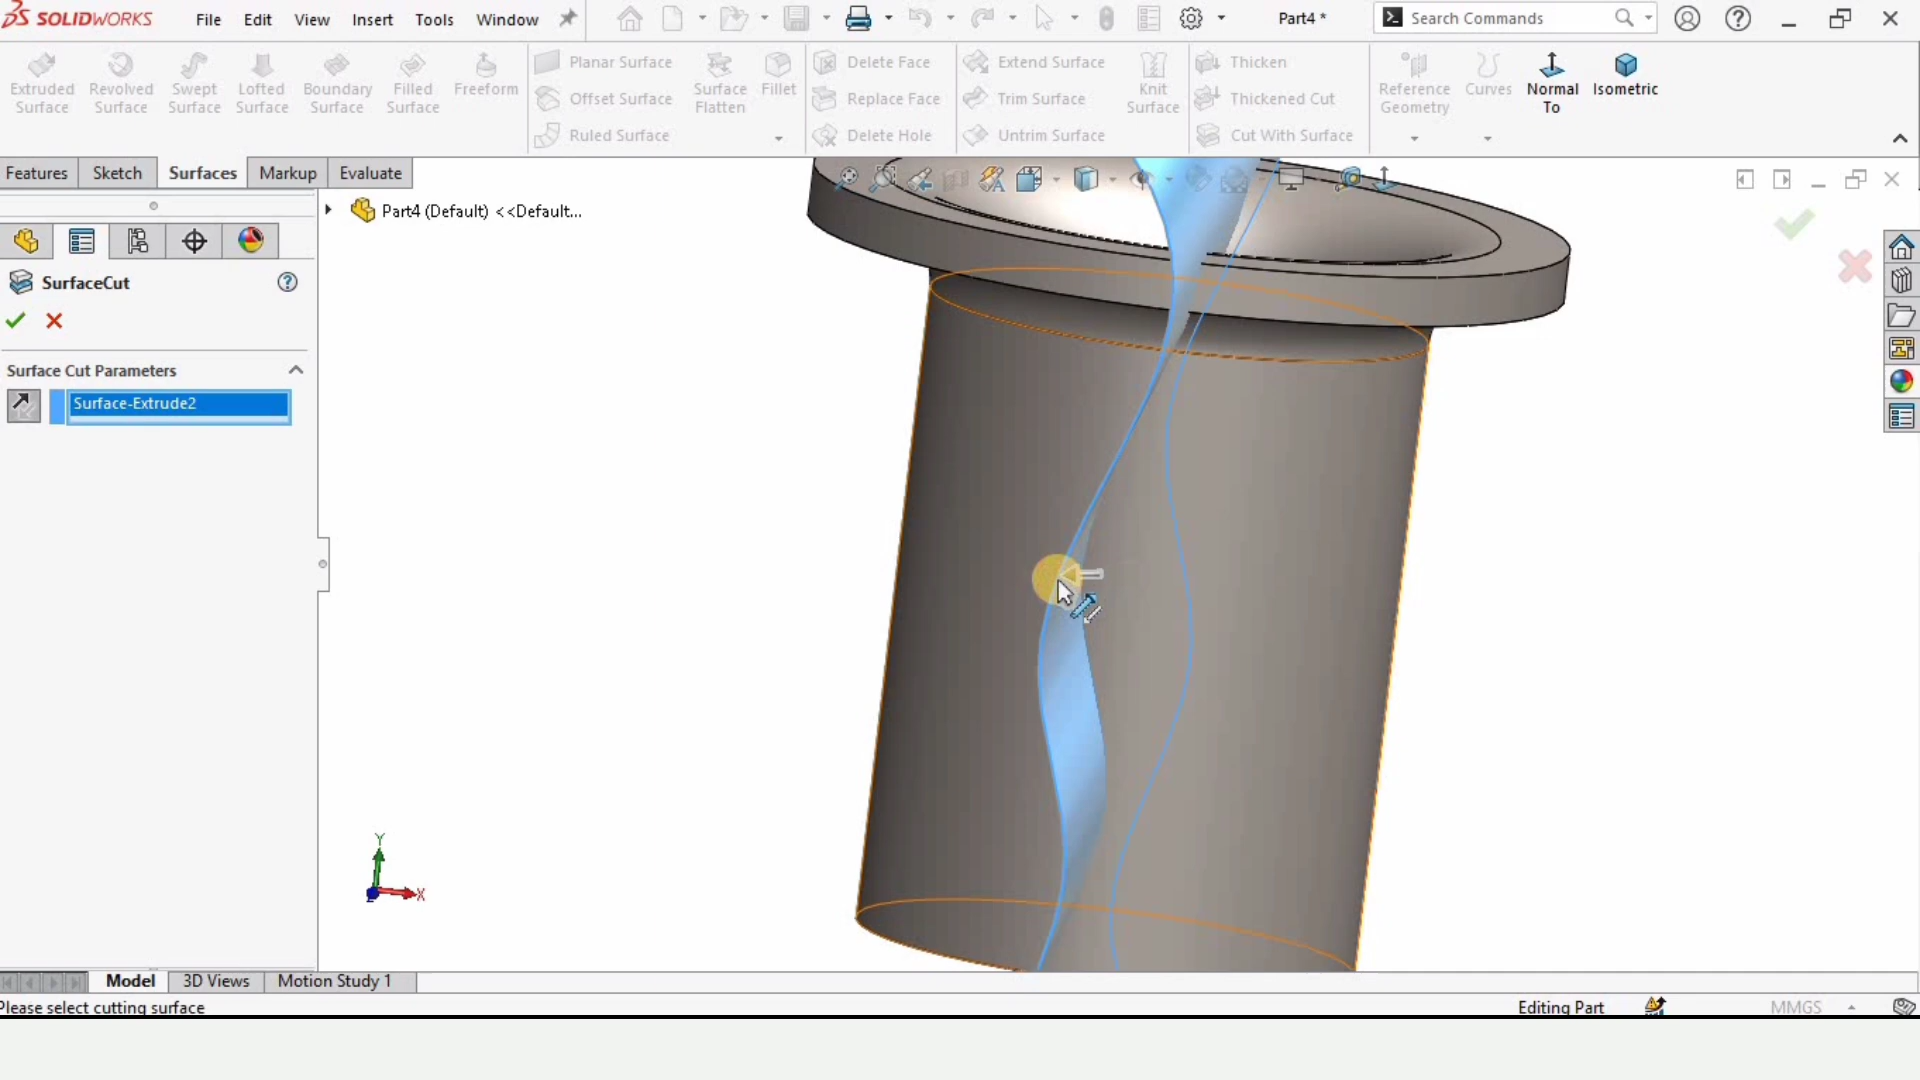 SOLIDWORKS File Edit View Insert Tools Window Part4 * Search Commands
Extruded Surface
Revolved Surface
Swept Surface
Lofted Surface
Boundary Surface
Filled Surface
Freeform
Planar Surface
Offset Surface
Ruled Surface
Surface Flatten
Fillet
Delete Face
Replace Face
Delete Hole
Extend Surface
Trim Surface
Untrim Surface
Knit Surface
Thicken
Thickened Cut
Cut With Surface
Reference Geometry
Curves
Normal To
Isometric
Features Sketch Surfaces Markup Evaluate
Part4 (Default) <<Default...
SurfaceCut
Surface Cut Parameters
Surface-Extrude2
Y
X
Z
Model 3D Views Motion Study 1
Please select cutting surface Editing Part MMGS